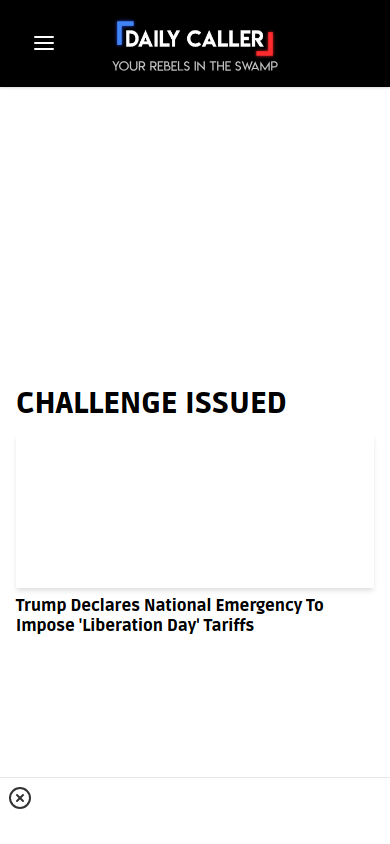 DAILY CALLER
YOUR REBELS IN THE SWAMP
CHALLENGE ISSUED
Trump Declares National Emergency To
Impose 'Liberation Day' Tariffs